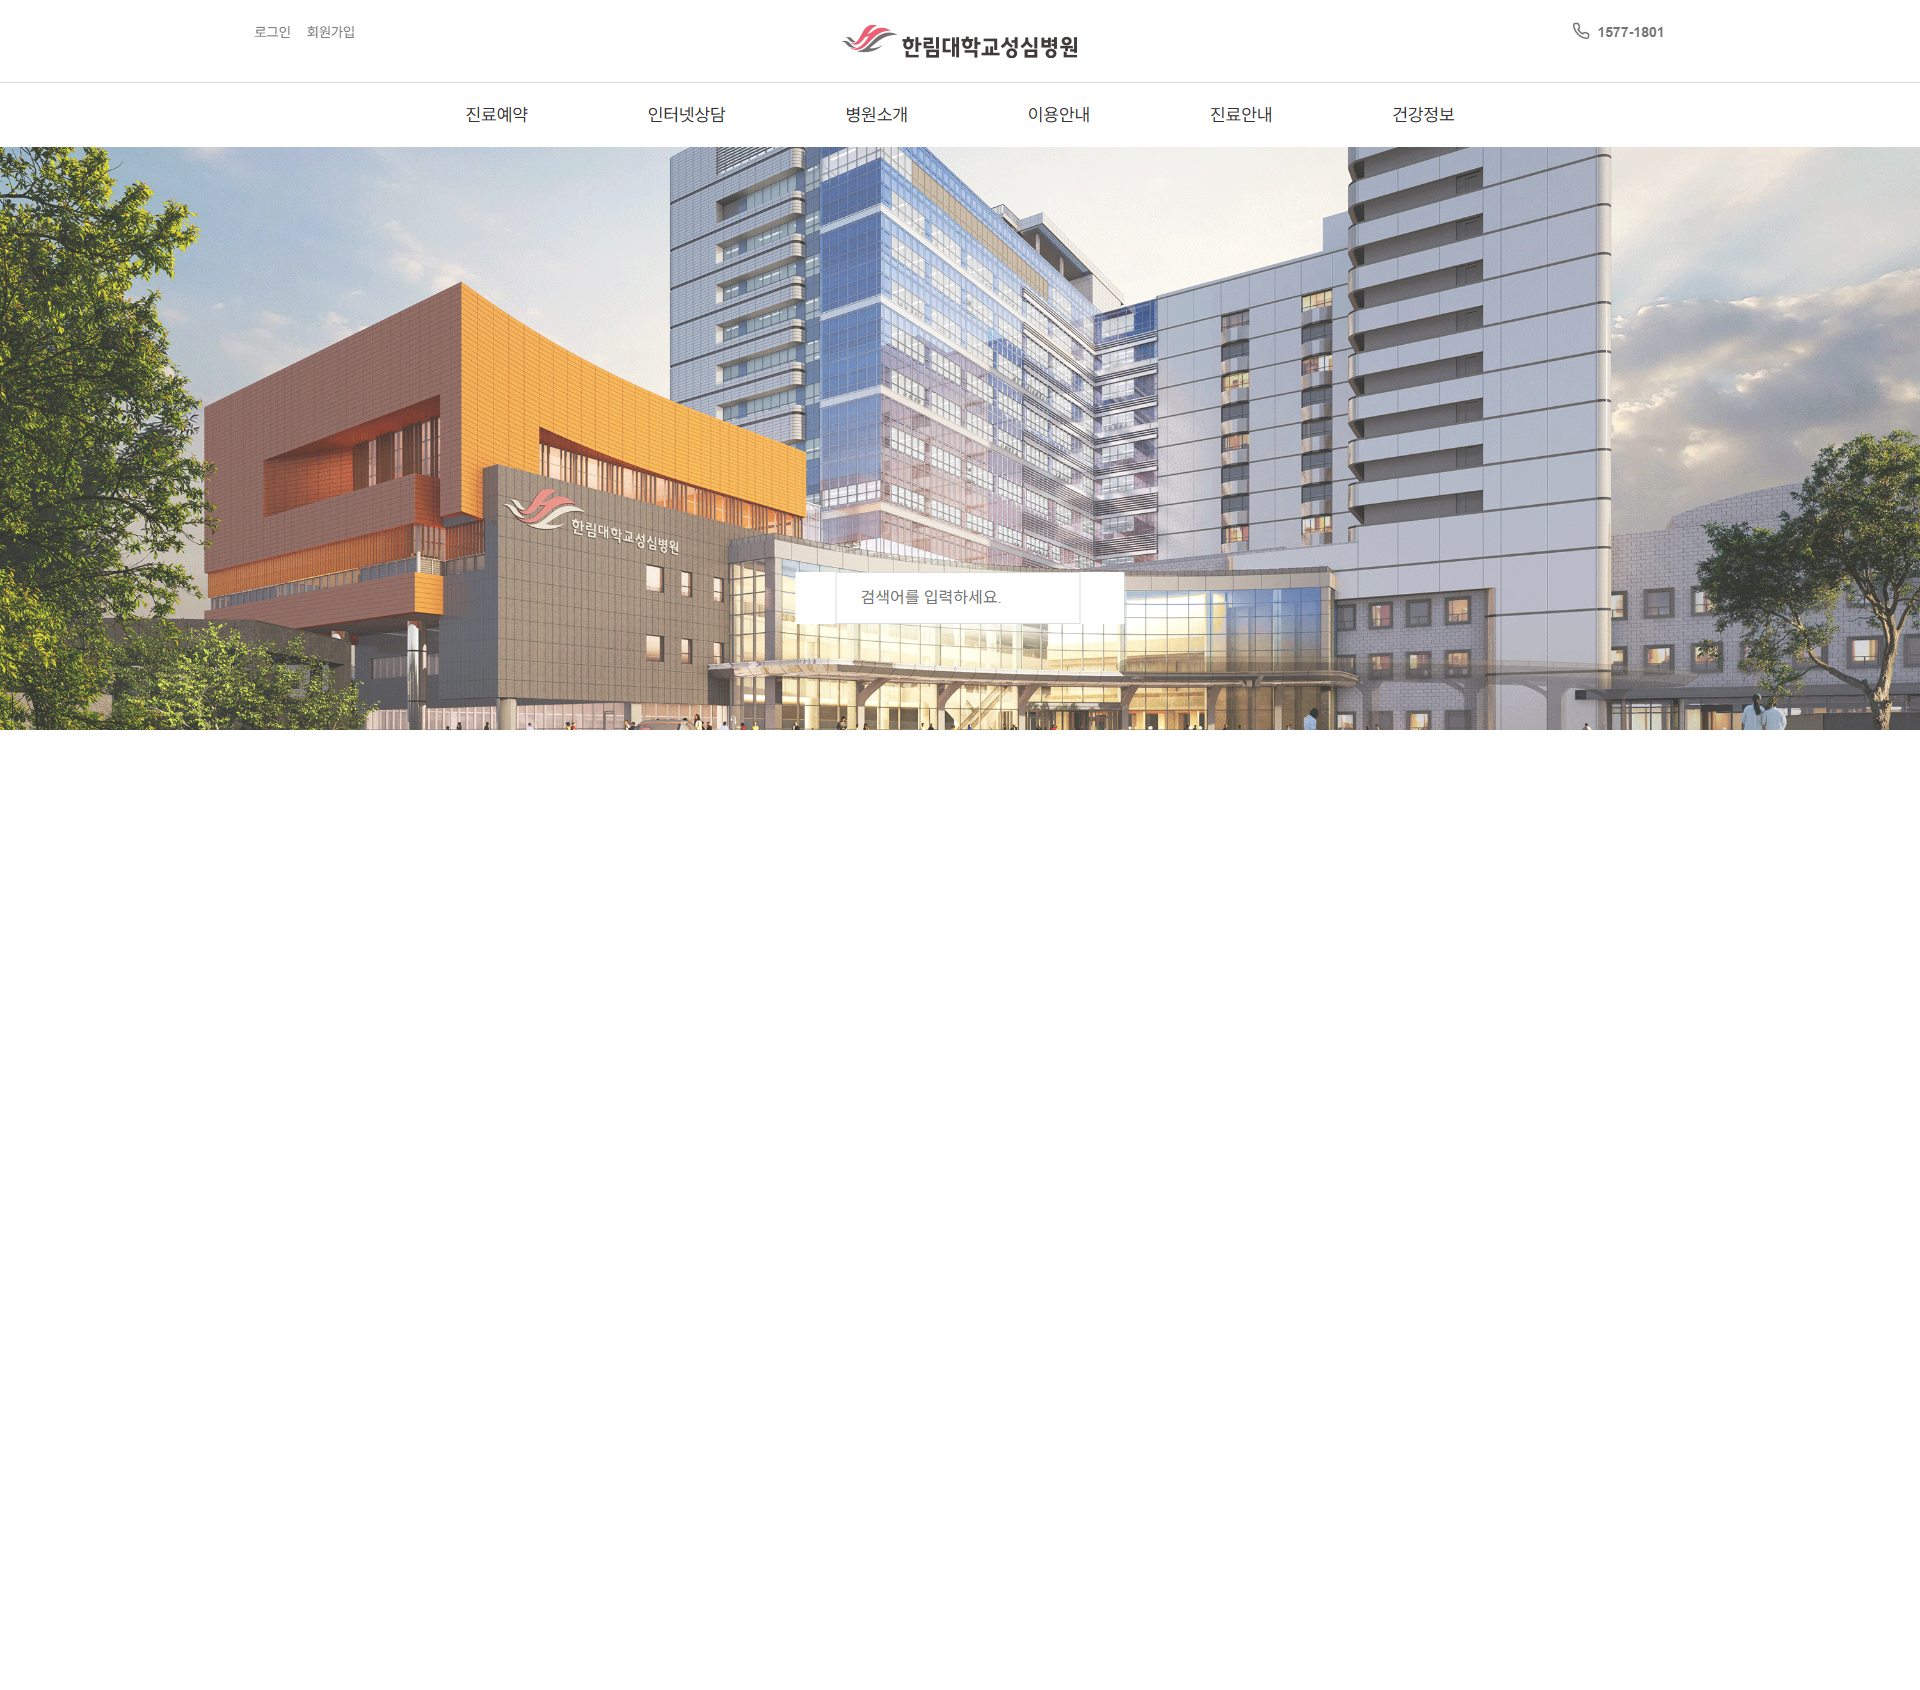 로그인 회원가입
한림대학교성심병원
1577-1801
진료예약 인터넷상담 병원소개 이용안내 진료안내 건강정보
한림대학교성심병원
검색어를 입력하세요.